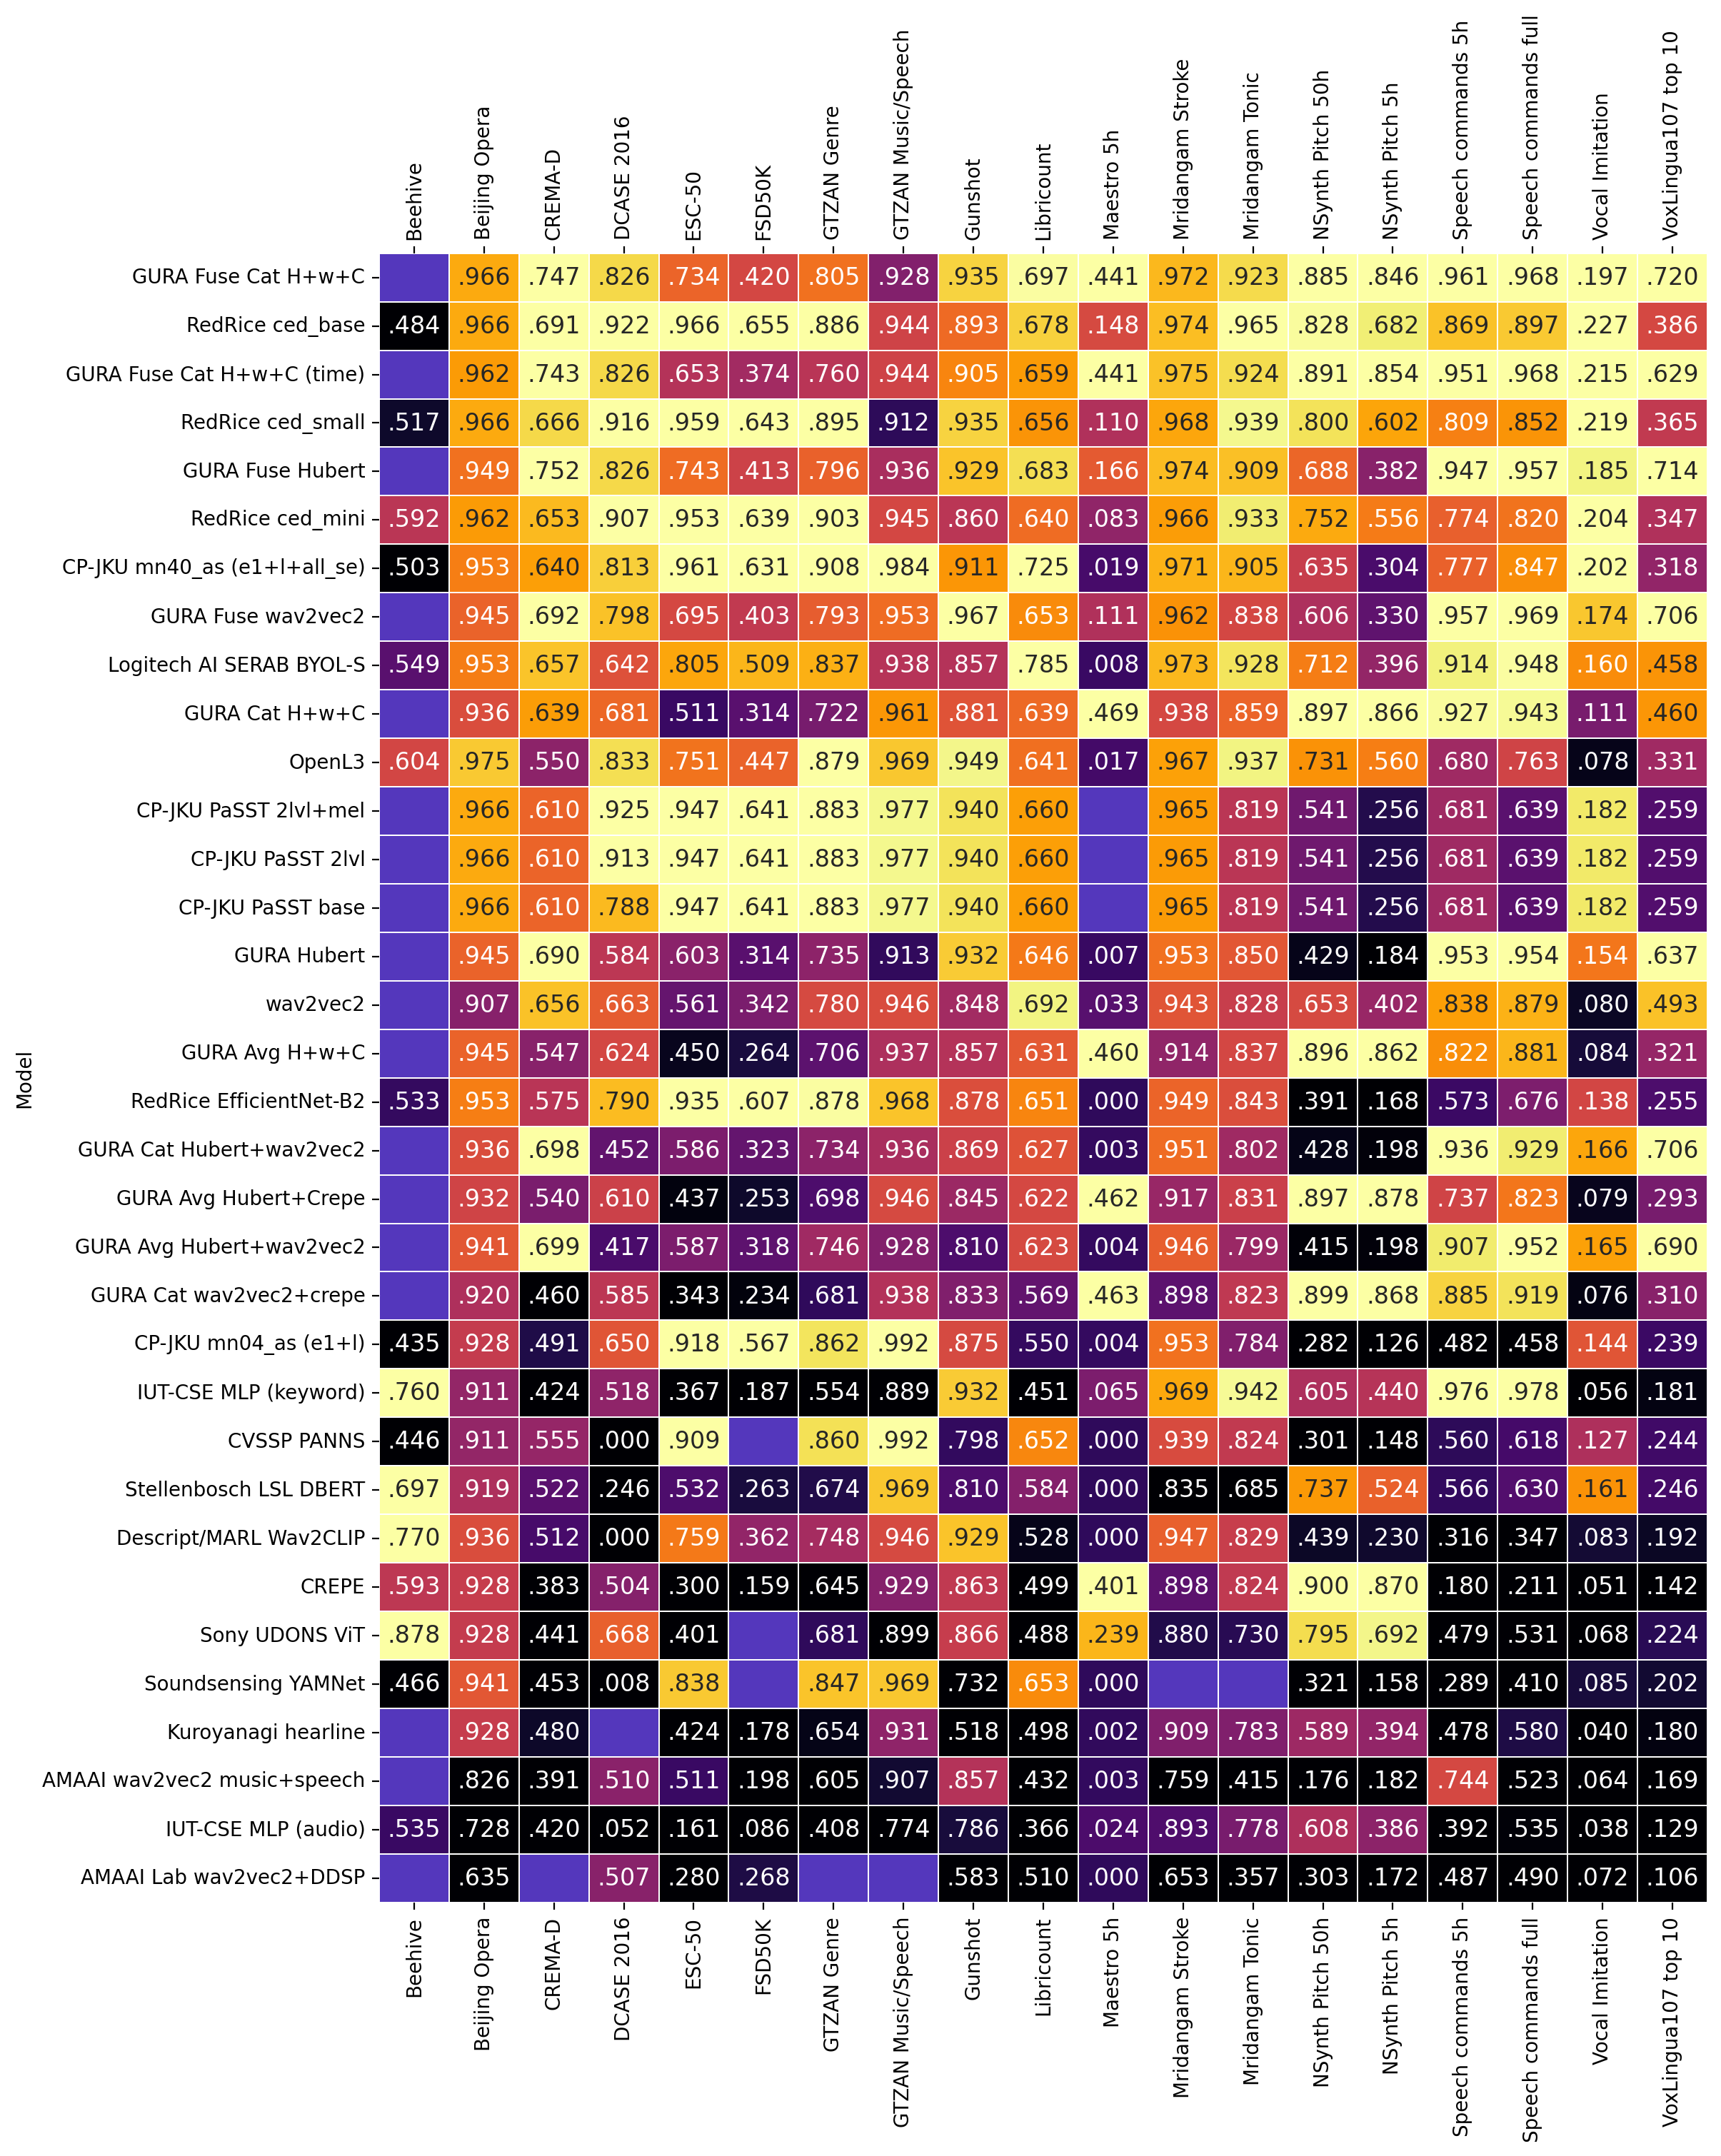 Beehive Beijing Opera CREMA-D DCASE 2016 ESC-50 FSD50K GTZAN Genre GTZAN Music/Speech Gunshot Libricount Maestro 5h Mridangam Stroke Mridangam Tonic NSynth Pitch 50h NSynth Pitch 5h Speech commands 5h Speech commands full Vocal Imitation VoxLingua107 top 10
GURA Fuse Cat H+w+C .966 .747 .826 .734 .420 .805 .928 .935 .697 .441 .972 .923 .885 .846 .961 .968 .197 .720
RedRice ced_base .484 .966 .691 .922 .966 .655 .886 .944 .893 .678 .148 .974 .965 .828 .682 .869 .897 .227 .386
GURA Fuse Cat H+w+C (time) .962 .743 .826 .653 .374 .760 .944 .905 .659 .441 .975 .924 .891 .854 .951 .968 .215 .629
RedRice ced_small .517 .966 .666 .916 .959 .643 .895 .912 .935 .656 .110 .968 .939 .800 .602 .809 .852 .219 .365
GURA Fuse Hubert .949 .752 .826 .743 .413 .796 .936 .929 .683 .166 .974 .909 .688 .382 .947 .957 .185 .714
RedRice ced_mini .592 .962 .653 .907 .953 .639 .903 .945 .860 .640 .083 .966 .933 .752 .556 .774 .820 .204 .347
CP-JKU mn40_as (e1+l+all_se) .503 .953 .640 .813 .961 .631 .908 .984 .911 .725 .019 .971 .905 .635 .304 .777 .847 .202 .318
GURA Fuse wav2vec2 .945 .692 .798 .695 .403 .793 .953 .967 .653 .111 .962 .838 .606 .330 .957 .969 .174 .706
Logitech AI SERAB BYOL-S .549 .953 .657 .642 .805 .509 .837 .938 .857 .785 .008 .973 .928 .712 .396 .914 .948 .160 .458
GURA Cat H+w+C .936 .639 .681 .511 .314 .722 .961 .881 .639 .469 .938 .859 .897 .866 .927 .943 .111 .460
OpenL3 .604 .975 .550 .833 .751 .447 .879 .969 .949 .641 .017 .967 .937 .731 .560 .680 .763 .078 .331
CP-JKU PaSST 2lvl+mel .966 .610 .925 .947 .641 .883 .977 .940 .660 .965 .819 .541 .256 .681 .639 .182 .259
CP-JKU PaSST 2lvl .966 .610 .913 .947 .641 .883 .977 .940 .660 .965 .819 .541 .256 .681 .639 .182 .259
CP-JKU PaSST base .966 .610 .788 .947 .641 .883 .977 .940 .660 .965 .819 .541 .256 .681 .639 .182 .259
GURA Hubert .945 .690 .584 .603 .314 .735 .913 .932 .646 .007 .953 .850 .429 .184 .953 .954 .154 .637
wav2vec2 .907 .656 .663 .561 .342 .780 .946 .848 .692 .033 .943 .828 .653 .402 .838 .879 .080 .493
GURA Avg H+w+C .945 .547 .624 .450 .264 .706 .937 .857 .631 .460 .914 .837 .896 .862 .822 .881 .084 .321
Model
RedRice EfficientNet-B2 .533 .953 .575 .790 .935 .607 .878 .968 .878 .651 .000 .949 .843 .391 .168 .573 .676 .138 .255
GURA Cat Hubert+wav2vec2 .936 .698 .452 .586 .323 .734 .936 .869 .627 .003 .951 .802 .428 .198 .936 .929 .166 .706
GURA Avg Hubert+Crepe .932 .540 .610 .437 .253 .698 .946 .845 .622 .462 .917 .831 .897 .878 .737 .823 .079 .293
GURA Avg Hubert+wav2vec2 .941 .699 .417 .587 .318 .746 .928 .810 .623 .004 .946 .799 .415 .198 .907 .952 .165 .690
GURA Cat wav2vec2+crepe .920 .460 .585 .343 .234 .681 .938 .833 .569 .463 .898 .823 .899 .868 .885 .919 .076 .310
CP-JKU mn04_as (e1+l) .435 .928 .491 .650 .918 .567 .862 .992 .875 .550 .004 .953 .784 .282 .126 .482 .458 .144 .239
IUT-CSE MLP (keyword) .760 .911 .424 .518 .367 .187 .554 .889 .932 .451 .065 .969 .942 .605 .440 .976 .978 .056 .181
CVSSP PANNS .446 .911 .555 .000 .909 .860 .992 .798 .652 .000 .939 .824 .301 .148 .560 .618 .127 .244
Stellenbosch LSL DBERT .697 .919 .522 .246 .532 .263 .674 .969 .810 .584 .000 .835 .685 .737 .524 .566 .630 .161 .246
Descript/MARL Wav2CLIP .770 .936 .512 .000 .759 .362 .748 .946 .929 .528 .000 .947 .829 .439 .230 .316 .347 .083 .192
CREPE .593 .928 .383 .504 .300 .159 .645 .929 .863 .499 .401 .898 .824 .900 .870 .180 .211 .051 .142
Sony UDONS ViT .878 .928 .441 .668 .401 .681 .899 .866 .488 .239 .880 .730 .795 .692 .479 .531 .068 .224
Soundsensing YAMNet .466 .941 .453 .008 .838 .847 .969 .732 .653 .000 .321 .158 .289 .410 .085 .202
Kuroyanagi hearline .928 .480 .424 .178 .654 .931 .518 .498 .002 .909 .783 .589 .394 .478 .580 .040 .180
AMAAI wav2vec2 music+speech .826 .391 .510 .511 .198 .605 .907 .857 .432 .003 .759 .415 .176 .182 .744 .523 .064 .169
IUT-CSE MLP (audio) .535 .728 .420 .052 .161 .086 .408 .774 .786 .366 .024 .893 .778 .608 .386 .392 .535 .038 .129
AMAAI Lab wav2vec2+DDSP .635 .507 .280 .268 .583 .510 .000 .653 .357 .303 .172 .487 .490 .072 .106
Beehive Beijing Opera CREMA-D DCASE 2016 ESC-50 FSD50K GTZAN Genre GTZAN Music/Speech Gunshot Libricount Maestro 5h Mridangam Stroke Mridangam Tonic NSynth Pitch 50h NSynth Pitch 5h Speech commands 5h Speech commands full Vocal Imitation VoxLingua107 top 10